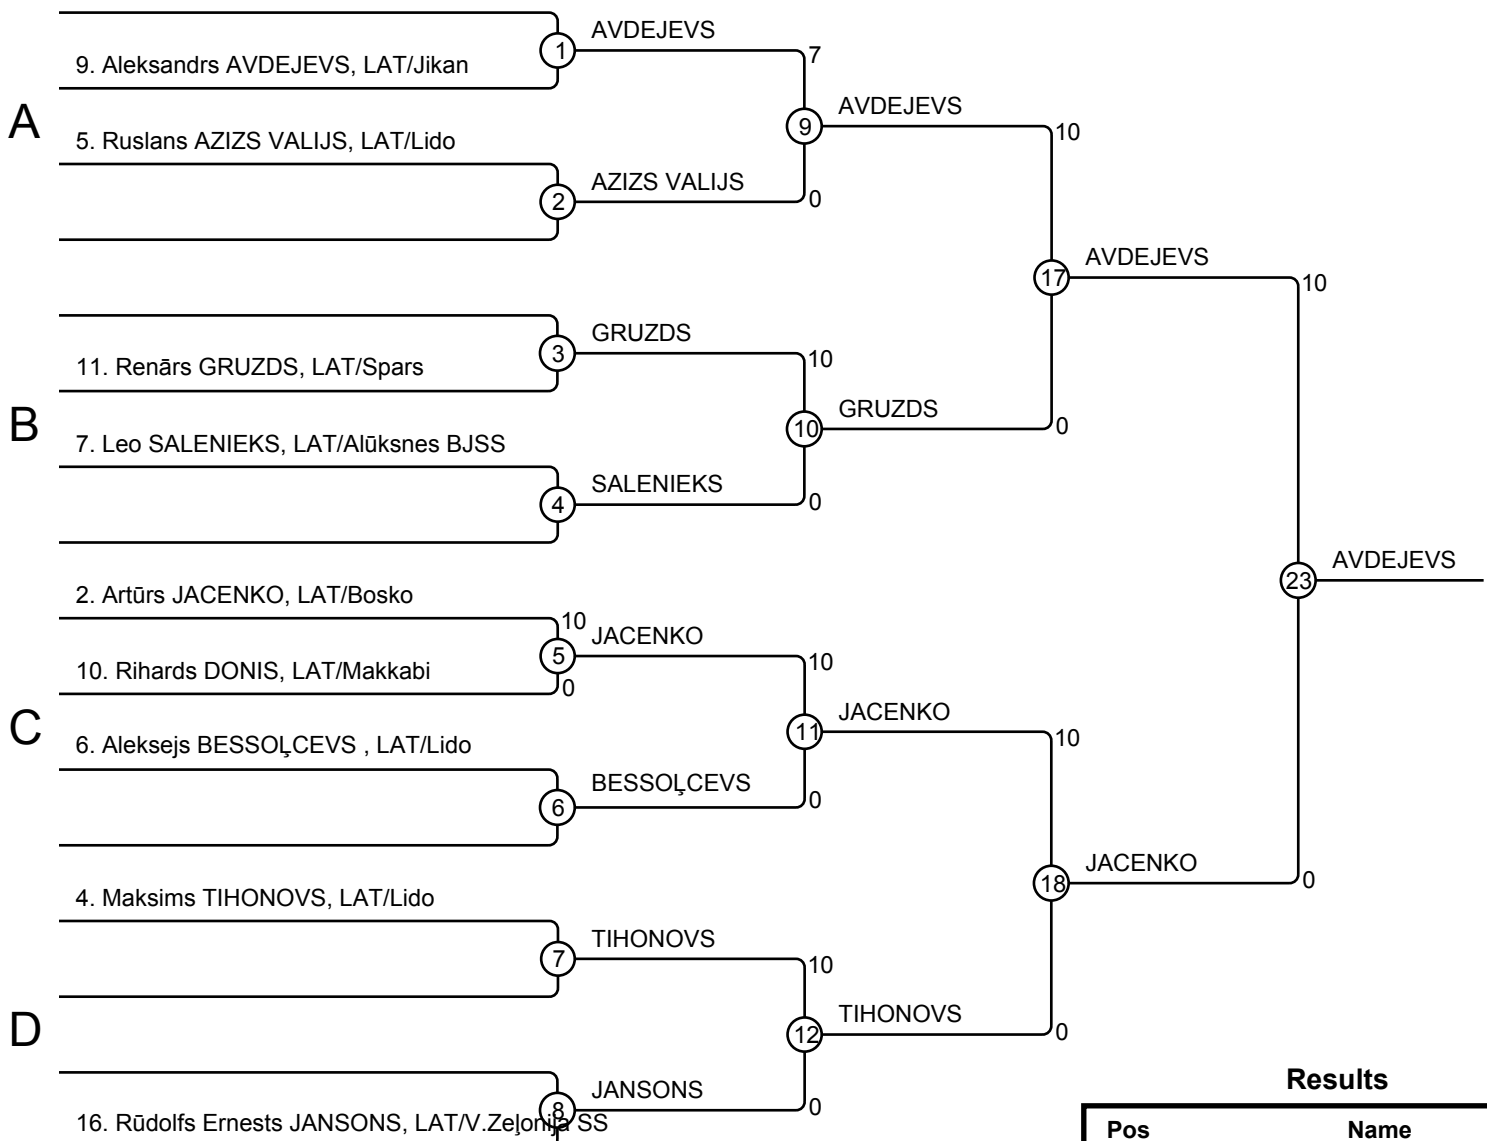 AVDEJEVS
1
7
9. Aleksandrs AVDEJEVS, LAT/Jikan
A
AVDEJEVS
9
10
5. Ruslans AZIZS VALIJS, LAT/Lido
AZIZS VALIJS
2
0
AVDEJEVS
17
10
GRUZDS
3
10
11. Renārs GRUZDS, LAT/Spars
B
GRUZDS
10
0
7. Leo SALENIEKS, LAT/Alūksnes BJSS
SALENIEKS
4
0
AVDEJEVS
23
2. Artūrs JACENKO, LAT/Bosko
10
JACENKO
5
10
10. Rihards DONIS, LAT/Makkabi
0
C
JACENKO
11
10
6. Aleksejs BESSOĻCEVS , LAT/Lido
BESSOĻCEVS
6
0
JACENKO
18
0
4. Maksims TIHONOVS, LAT/Lido
TIHONOVS
7
10
D
TIHONOVS
12
0
JANSONS
8
0
16. Rūdolfs Ernests JANSONS, LAT/V.Zeļonija SS
Results
Pos Name